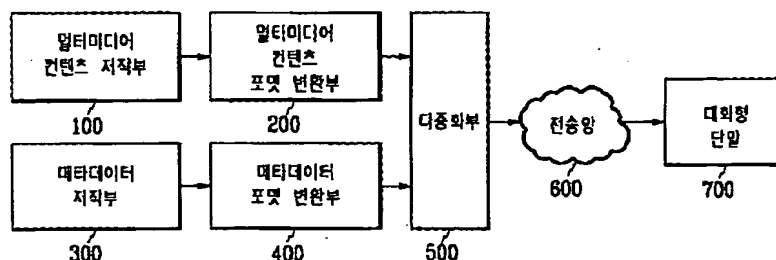 멀티미디어
컨텐츠 저작부
100
멀티미디어
컨텐츠
포맷 변환부
200
다중화부
500
전송망
600
대화형
단말
700
메타데이터
저작부
300
메타데이터
포맷 변환부
400